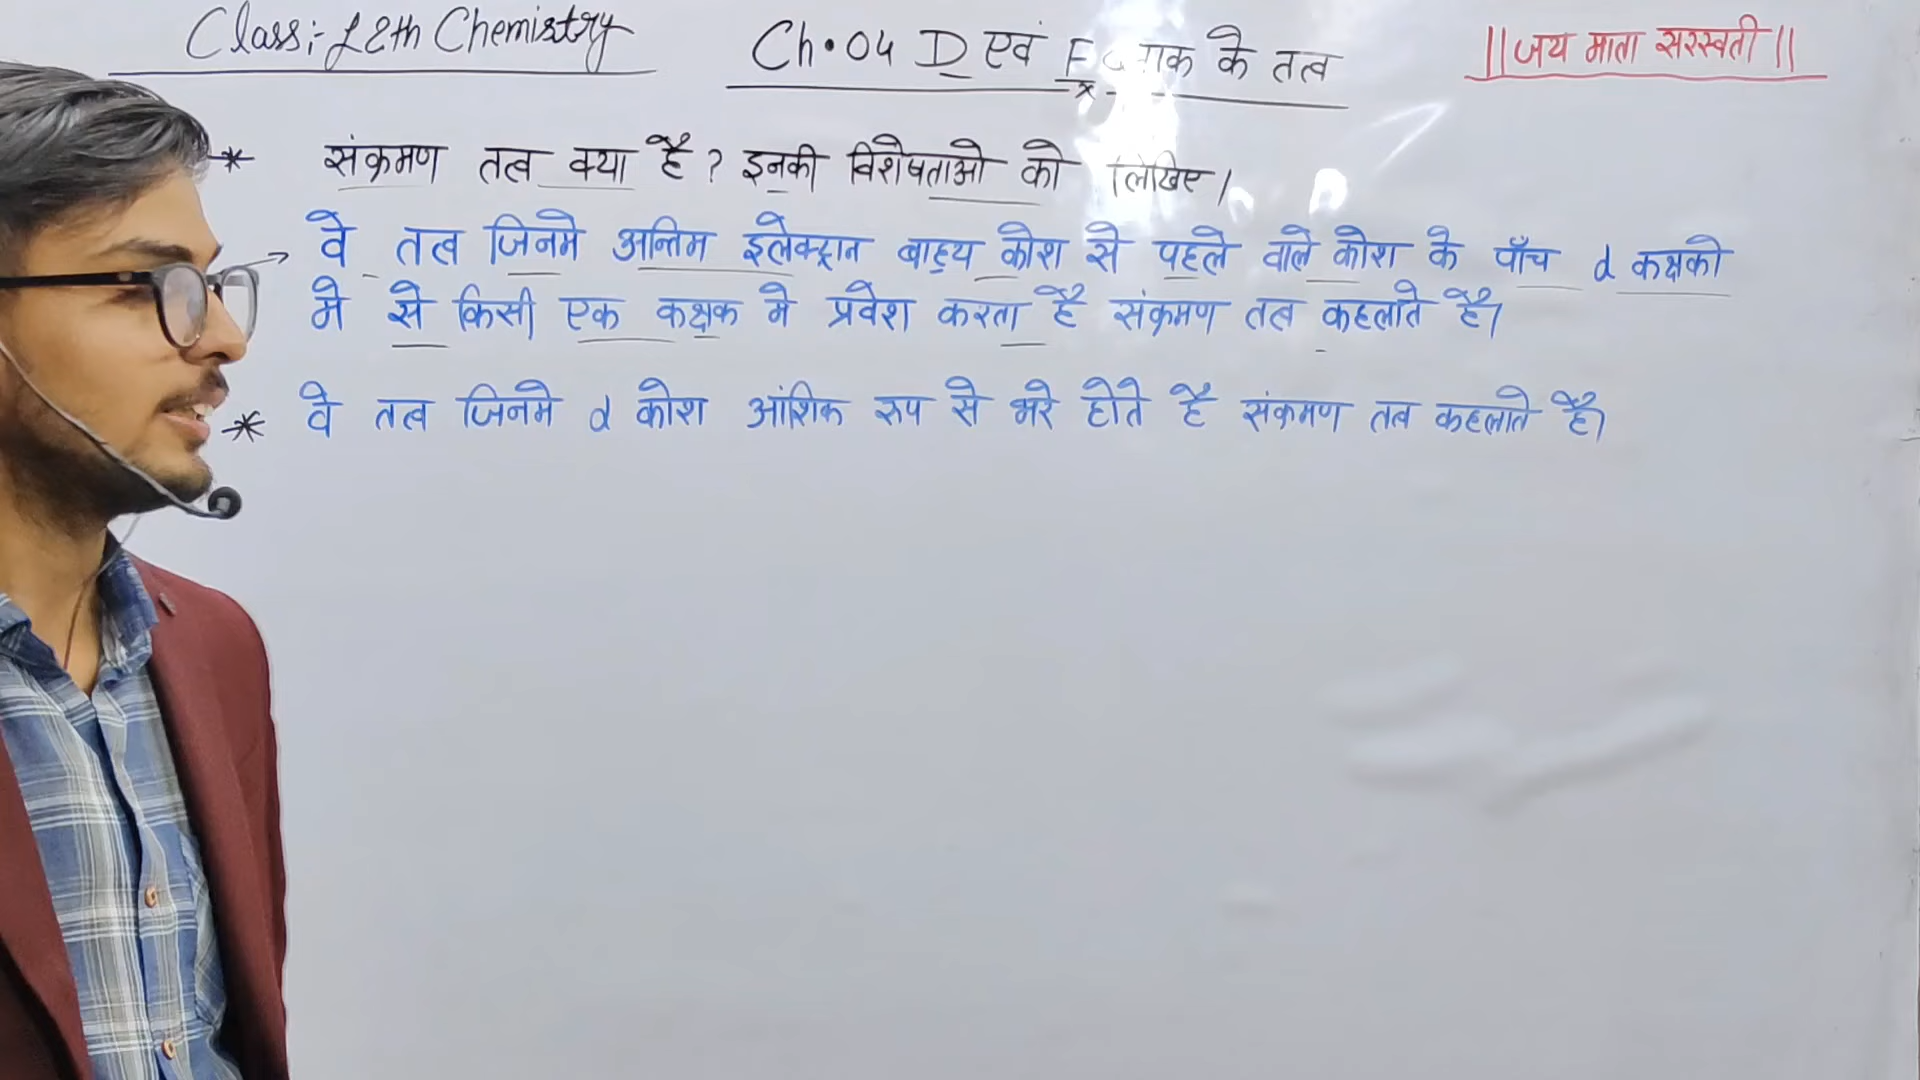 Class:- 12th Chemistry
Ch.04 D एवं F के तत्व
||जय माता सरस्वती||
* संक्रमण तत्व क्या है? इनकी विशेषताओ को लिखिए।
→ वे तत्व जिनमे अन्तिम इलेक्ट्रान बाह्य कोश से पहले वाले कोश के पाँच d कक्षको
मे से किसी एक कक्षक मे प्रवेश करता है संक्रमण तत्व कहलाते है।
* वे तत्व जिनमे d कोश आंशिक रुप से भरे होते है संक्रमण तत्व कहलाते है।